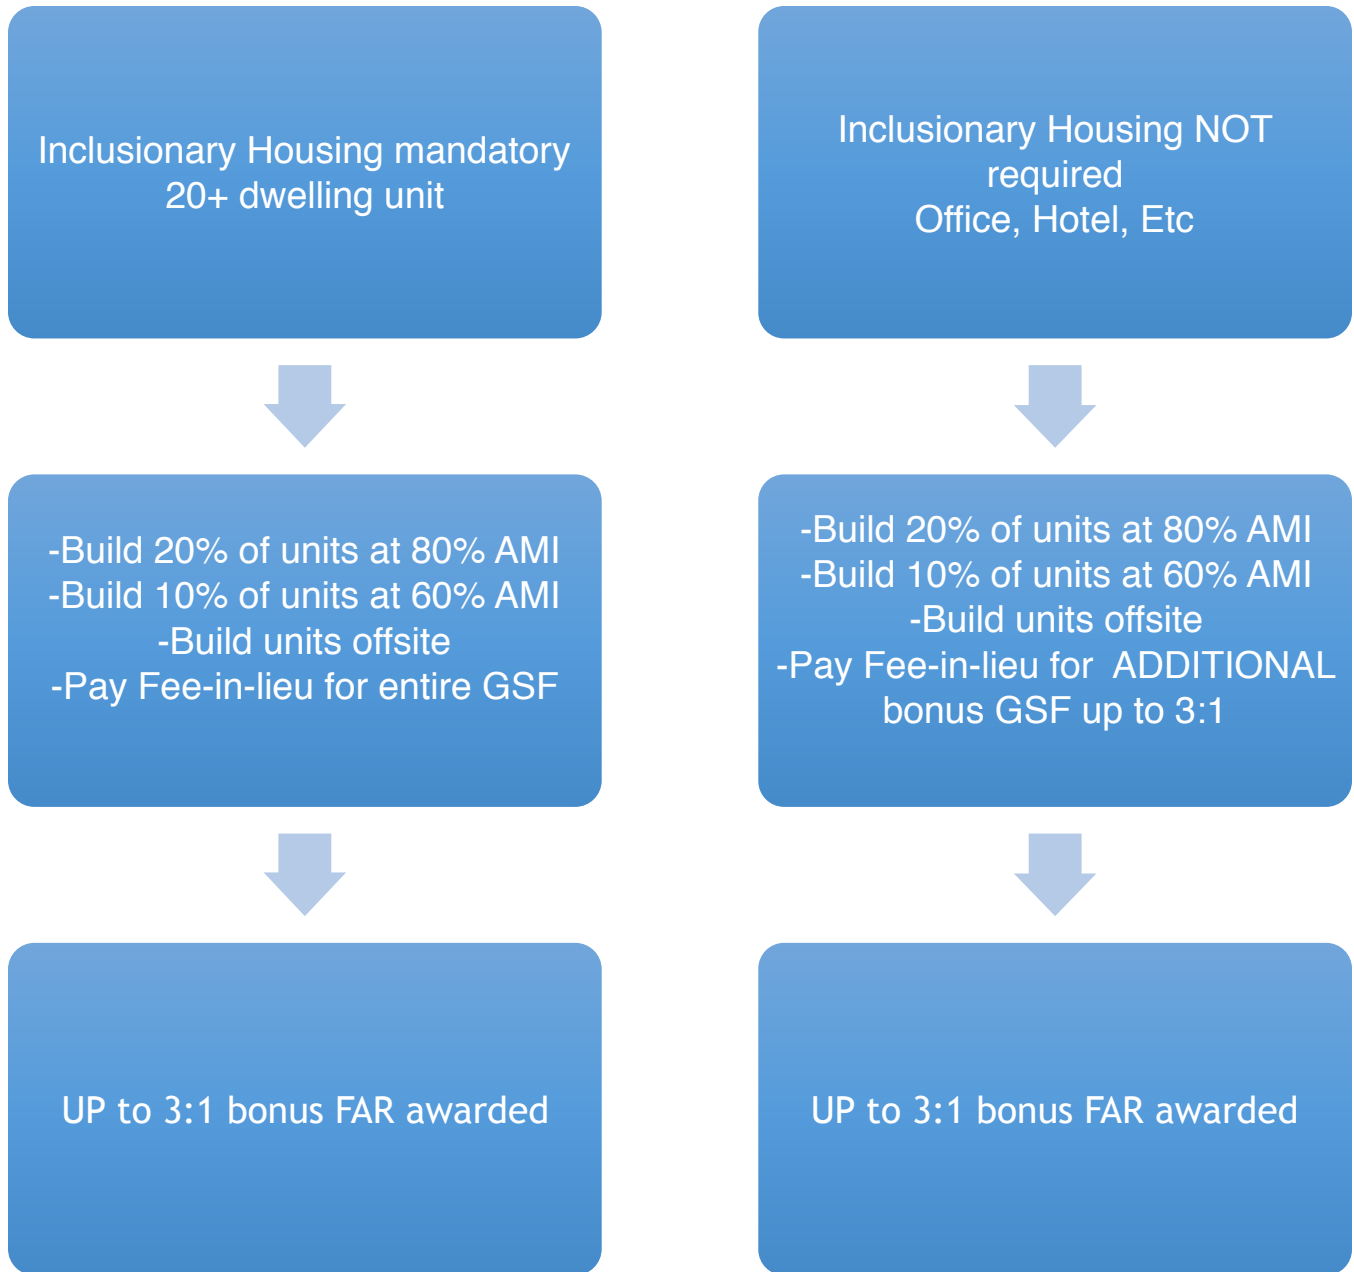 Inclusionary Housing mandatory
20+ dwelling unit
-Build 20% of units at 80% AMI
-Build 10% of units at 60% AMI
-Build units offsite
-Pay Fee-in-lieu for entire GSF
UP to 3:1 bonus FAR awarded
Inclusionary Housing NOT
required
Office, Hotel, Etc
-Build 20% of units at 80% AMI
-Build 10% of units at 60% AMI
-Build units offsite
-Pay Fee-in-lieu for ADDITIONAL
bonus GSF up to 3:1
UP to 3:1 bonus FAR awarded